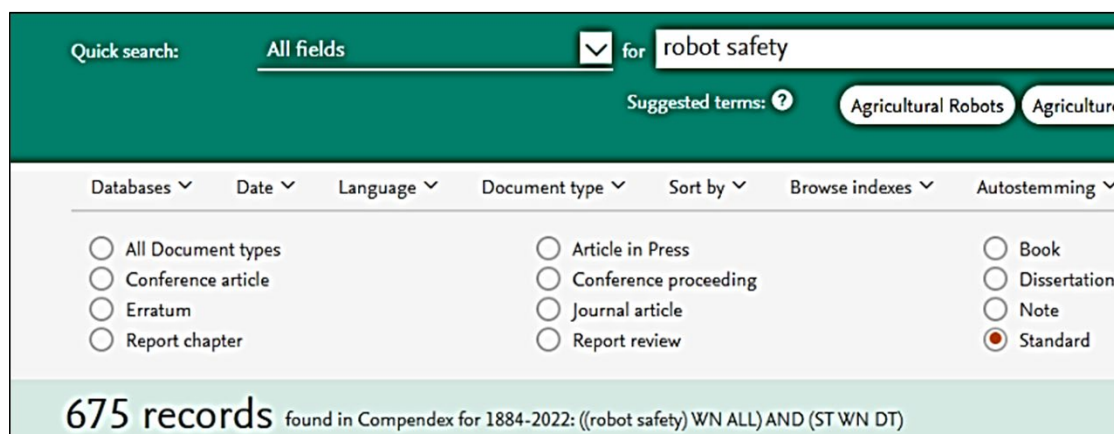 Quick search: All fields for robot safety
Suggested terms: ? Agricultural Robots Agriculture
Databases Date Language Document type Sort by Browse indexes Autostemming
All Document types Article in Press Book
Conference article Conference proceeding Dissertation
Erratum Journal article Note
Report chapter Report review Standard
675 records found in Compendex for 1884-2022: ((robot safety) WN ALL) AND (ST WN DT)